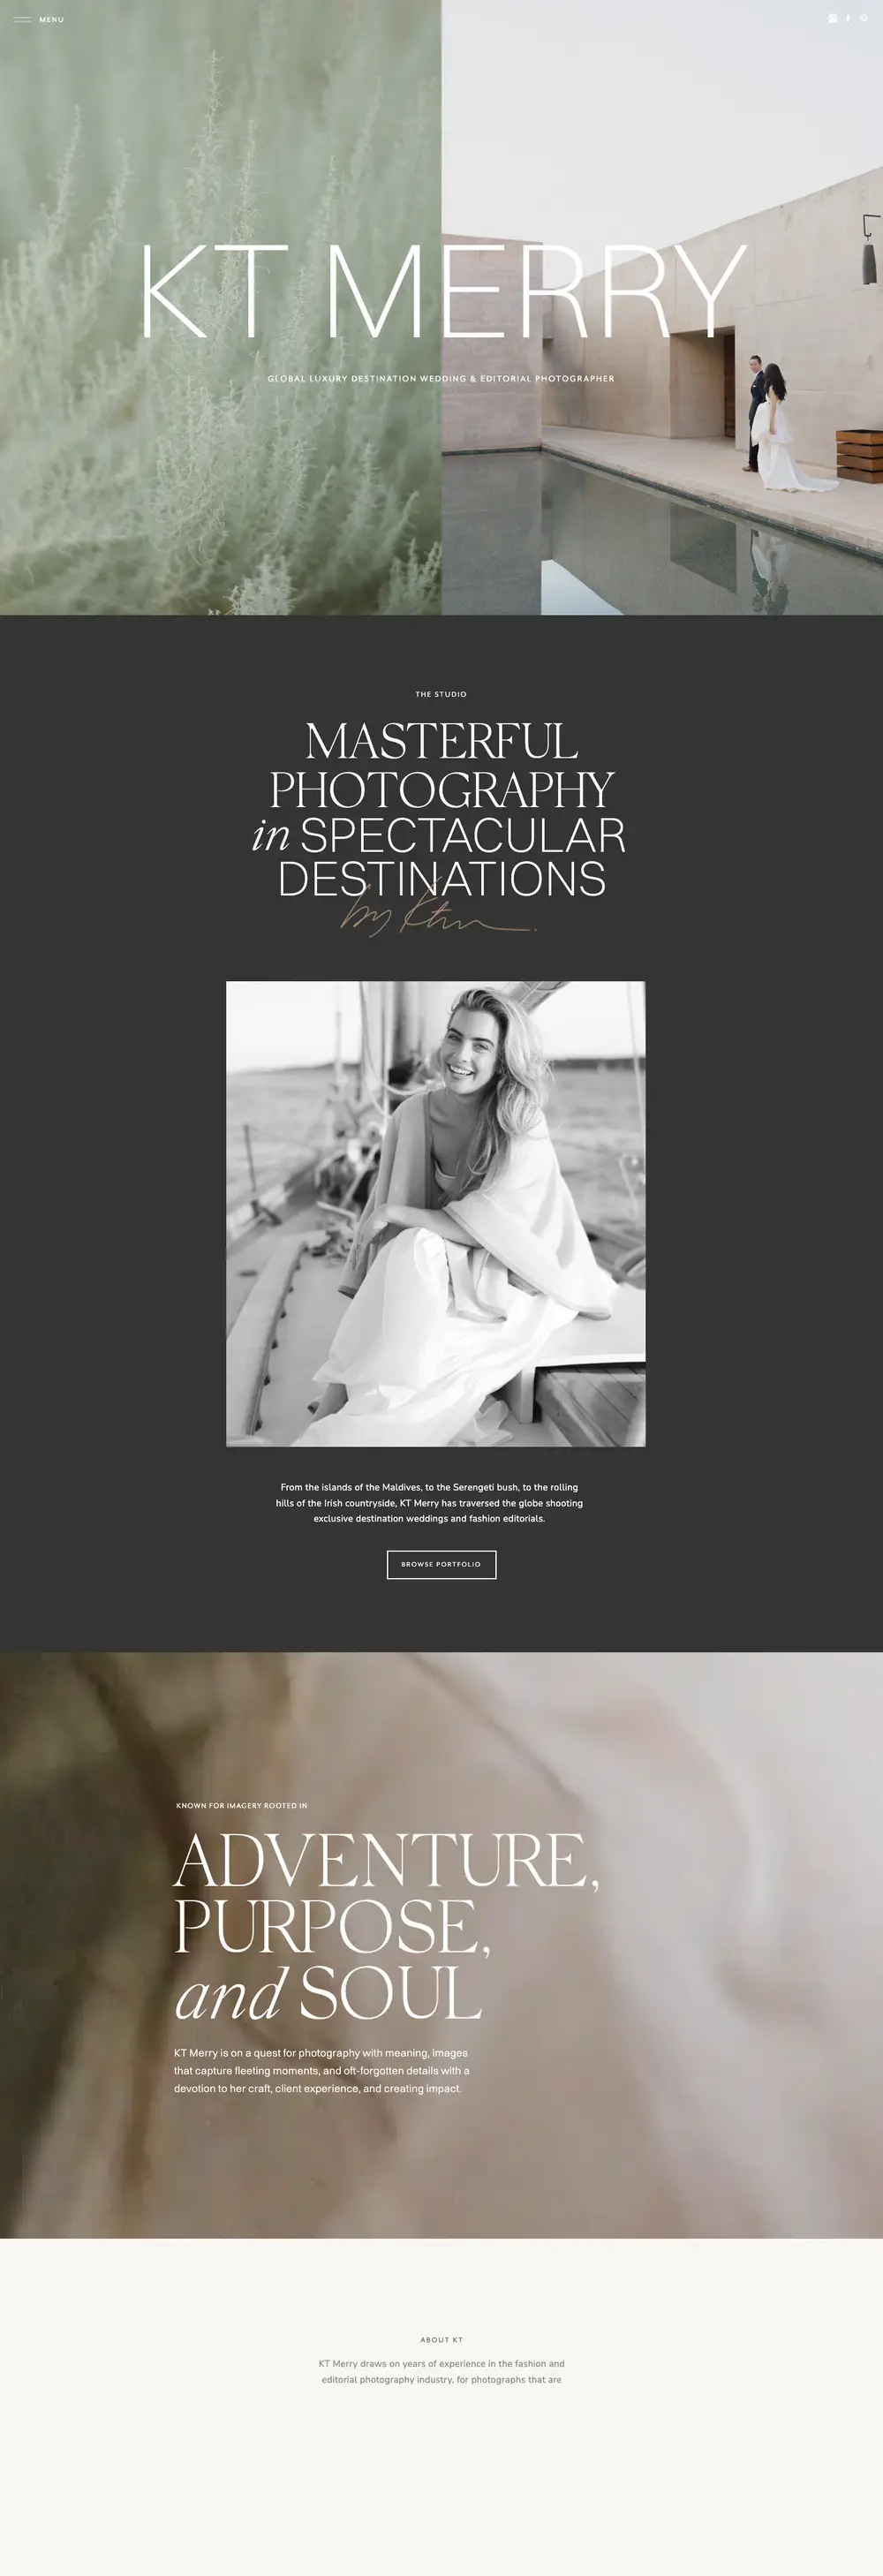 MENU
KT MERRY
GLOBAL LUXURY DESTINATION WEDDING & EDITORIAL PHOTOGRAPHER
THE STUDIO
MASTERFUL
PHOTOGRAPHY
in SPECTACULAR
DESTINATIONS
From the islands of the Maldives, to the Serengeti bush, to the rolling
hills of the Irish countryside, KT Merry has traversed the globe shooting
exclusive destination weddings and fashion editorials.
BROWSE PORTFOLIO
KNOWN FOR IMAGERY ROOTED IN
ADVENTURE,
PURPOSE,
and SOUL
KT Merry is on a quest for photography with meaning, images
that capture fleeting moments, and oft-forgotten details with a
devotion to her craft, client experience, and creating impact.
ABOUT KT
KT Merry draws on years of experience in the fashion and
editorial photography industry, for photographs that are